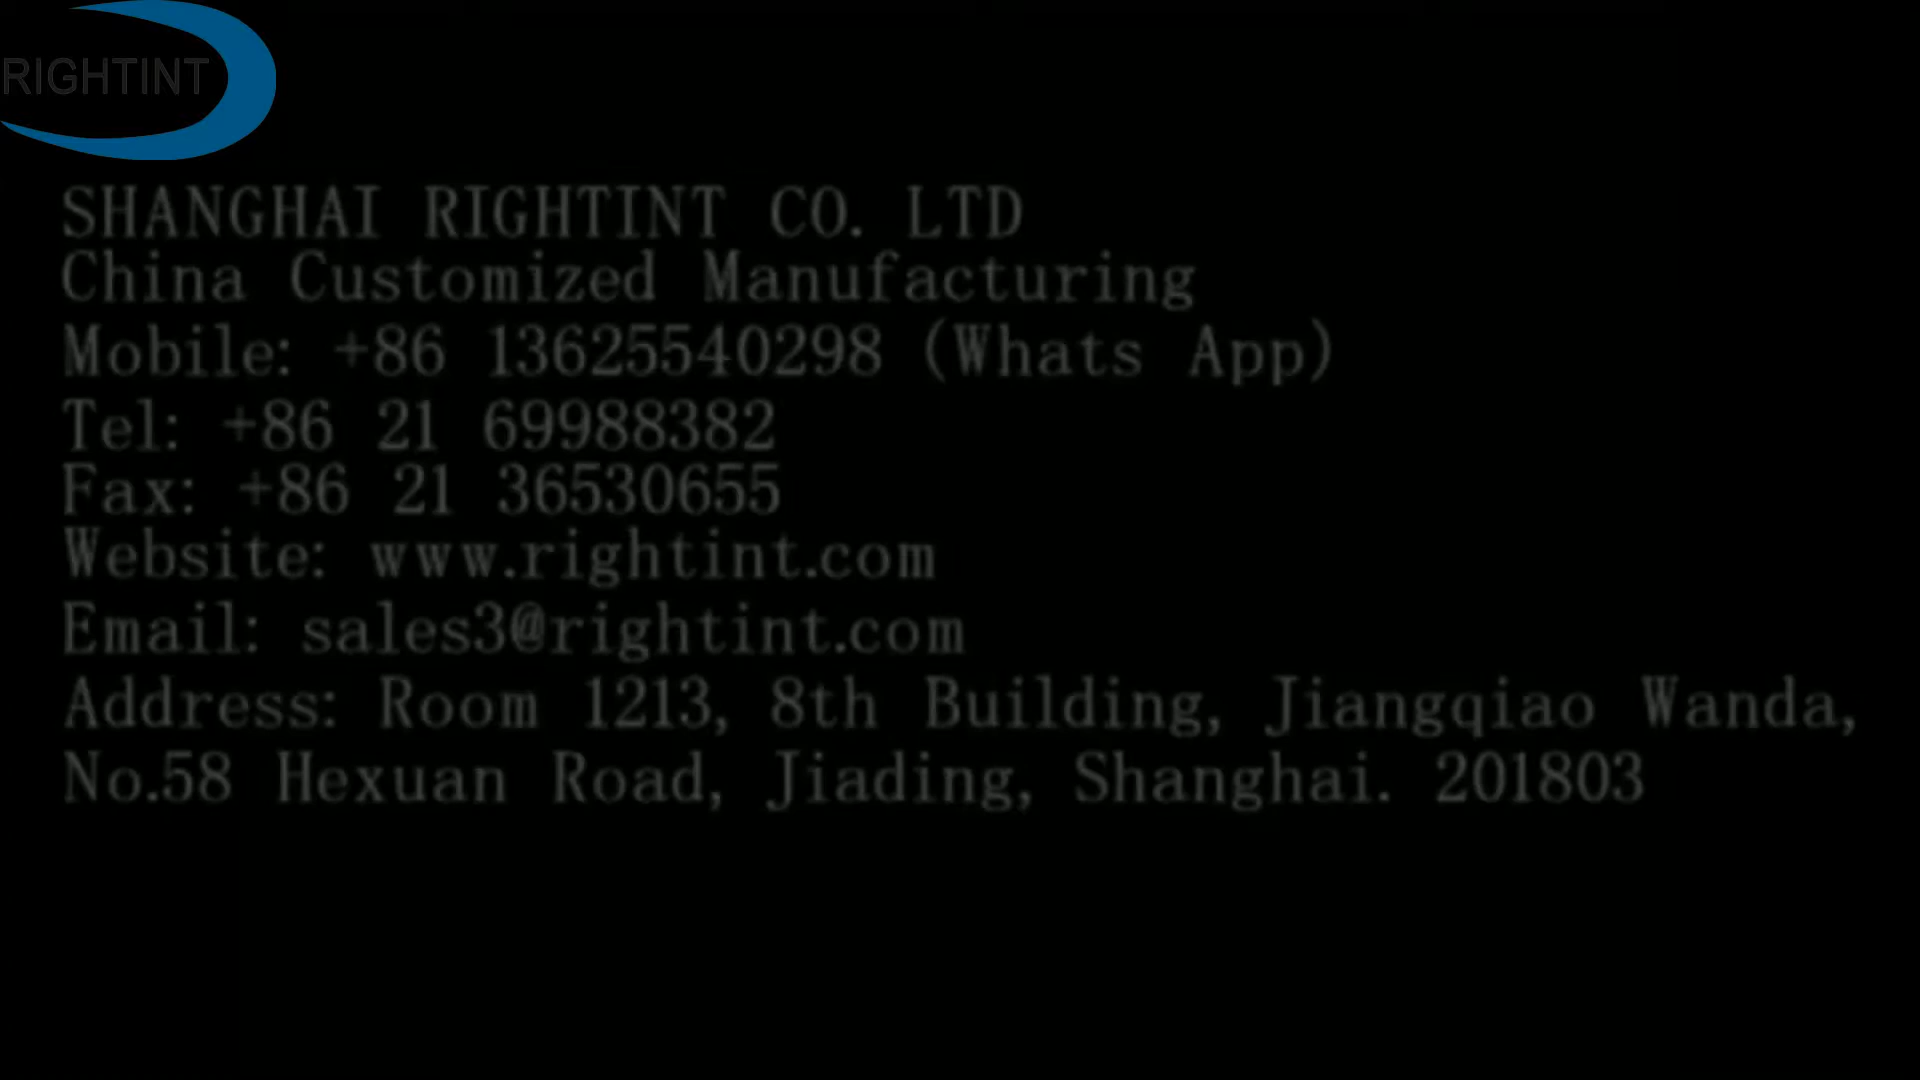 RIGHTINT
SHANGHAI RIGHTINT CO. LTD
China Customized Manufacturing
Mobile: +86 13625540298 (Whats App)
Tel: +86 21 69988382
Fax: +86 21 36530655
Website: www.rightint.com
Email: sales3@rightint.com
Address: Room 1213, 8th Building, Jiangqiao Wanda,
No.58 Hexuan Road, Jiading, Shanghai. 201803